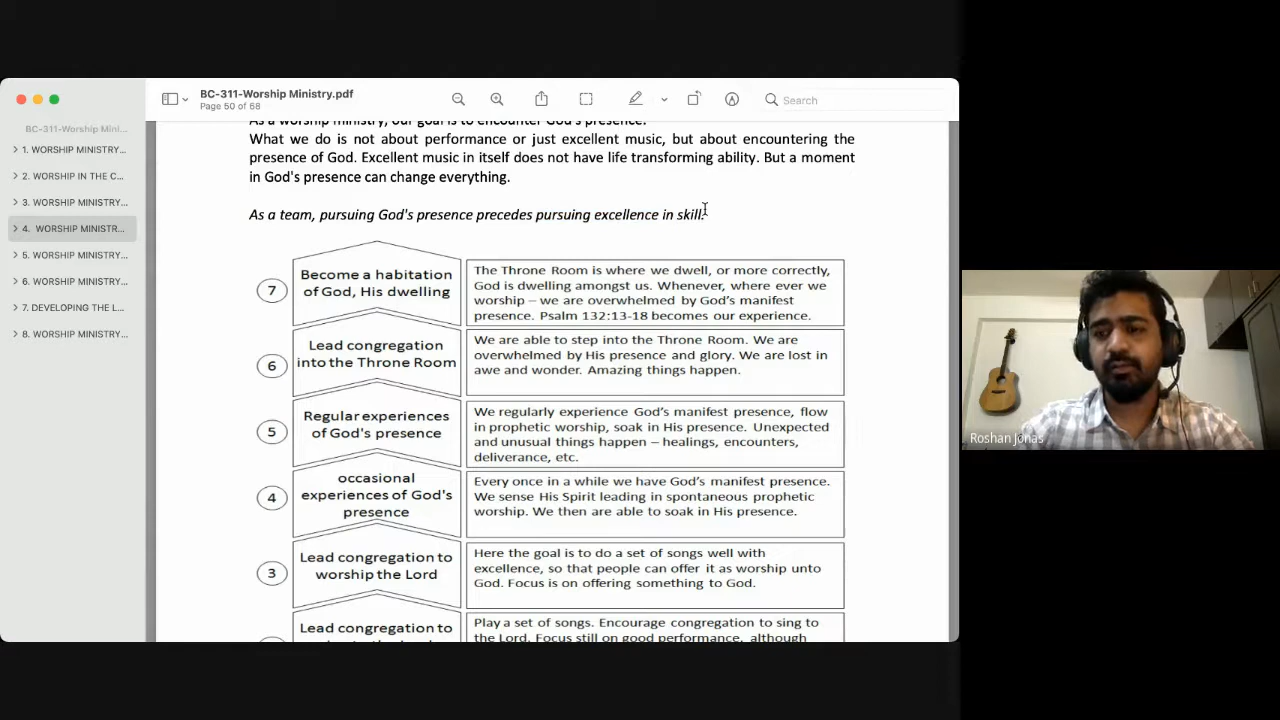 BC-311-Worship Ministry.pdf
Page 50 of 68
Search
BC-311-Worship Mini...
1. WORSHIP MINISTRY...
2. WORSHIP IN THE C...
3. WORSHIP MINISTRY...
4. WORSHIP MINISTR...
5. WORSHIP MINISTRY...
6. WORSHIP MINISTRY...
7. DEVELOPING THE L...
8. WORSHIP MINISTRY...
As a worship ministry, our goal is to encounter God's presence.
What we do is not about performance or just excellent music, but about encountering the
presence of God. Excellent music in itself does not have life transforming ability. But a moment
in God's presence can change everything.
As a team, pursuing God's presence precedes pursuing excellence in skill.
7
Become a habitation
of God, His dwelling
The Throne Room is where we dwell, or more correctly,
God is dwelling amongst us. Whenever, where ever we
worship – we are overwhelmed by God's manifest
presence. Psalm 132:13-18 becomes our experience.
6
Lead congregation
into the Throne Room
We are able to step into the Throne Room. We are
overwhelmed by His presence and glory. We are lost in
awe and wonder. Amazing things happen.
5
Regular experiences
of God's presence
We regularly experience God's manifest presence, flow
in prophetic worship, soak in His presence. Unexpected
and unusual things happen – healings, encounters,
deliverance, etc.
4
occasional
experiences of God's
presence
Every once in a while we have God's manifest presence.
We sense His Spirit leading in spontaneous prophetic
worship. We then are able to soak in His presence.
3
Lead congregation to
worship the Lord
Here the goal is to do a set of songs well with
excellence, so that people can offer it as worship unto
God. Focus is on offering something to God.
Lead congregation to
Play a set of songs. Encourage congregation to sing to
the Lord. Focus still on good performance, although
Roshan Jonas